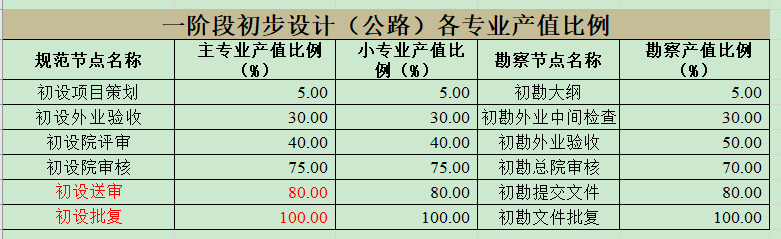 一阶段初步设计（公路）各专业产值比例
规范节点名称 主专业产值比例（%） 小专业产值比例（%） 勘察节点名称 勘察产值比例（%）
初设项目策划 5.00 5.00 初勘大纲 5.00
初设外业验收 30.00 30.00 初勘外业中间检查 30.00
初设院评审 40.00 40.00 初勘外业验收 50.00
初设院审核 75.00 75.00 初勘总院审核 70.00
初设送审 80.00 80.00 初勘提交文件 80.00
初设批复 100.00 100.00 初勘文件批复 100.00